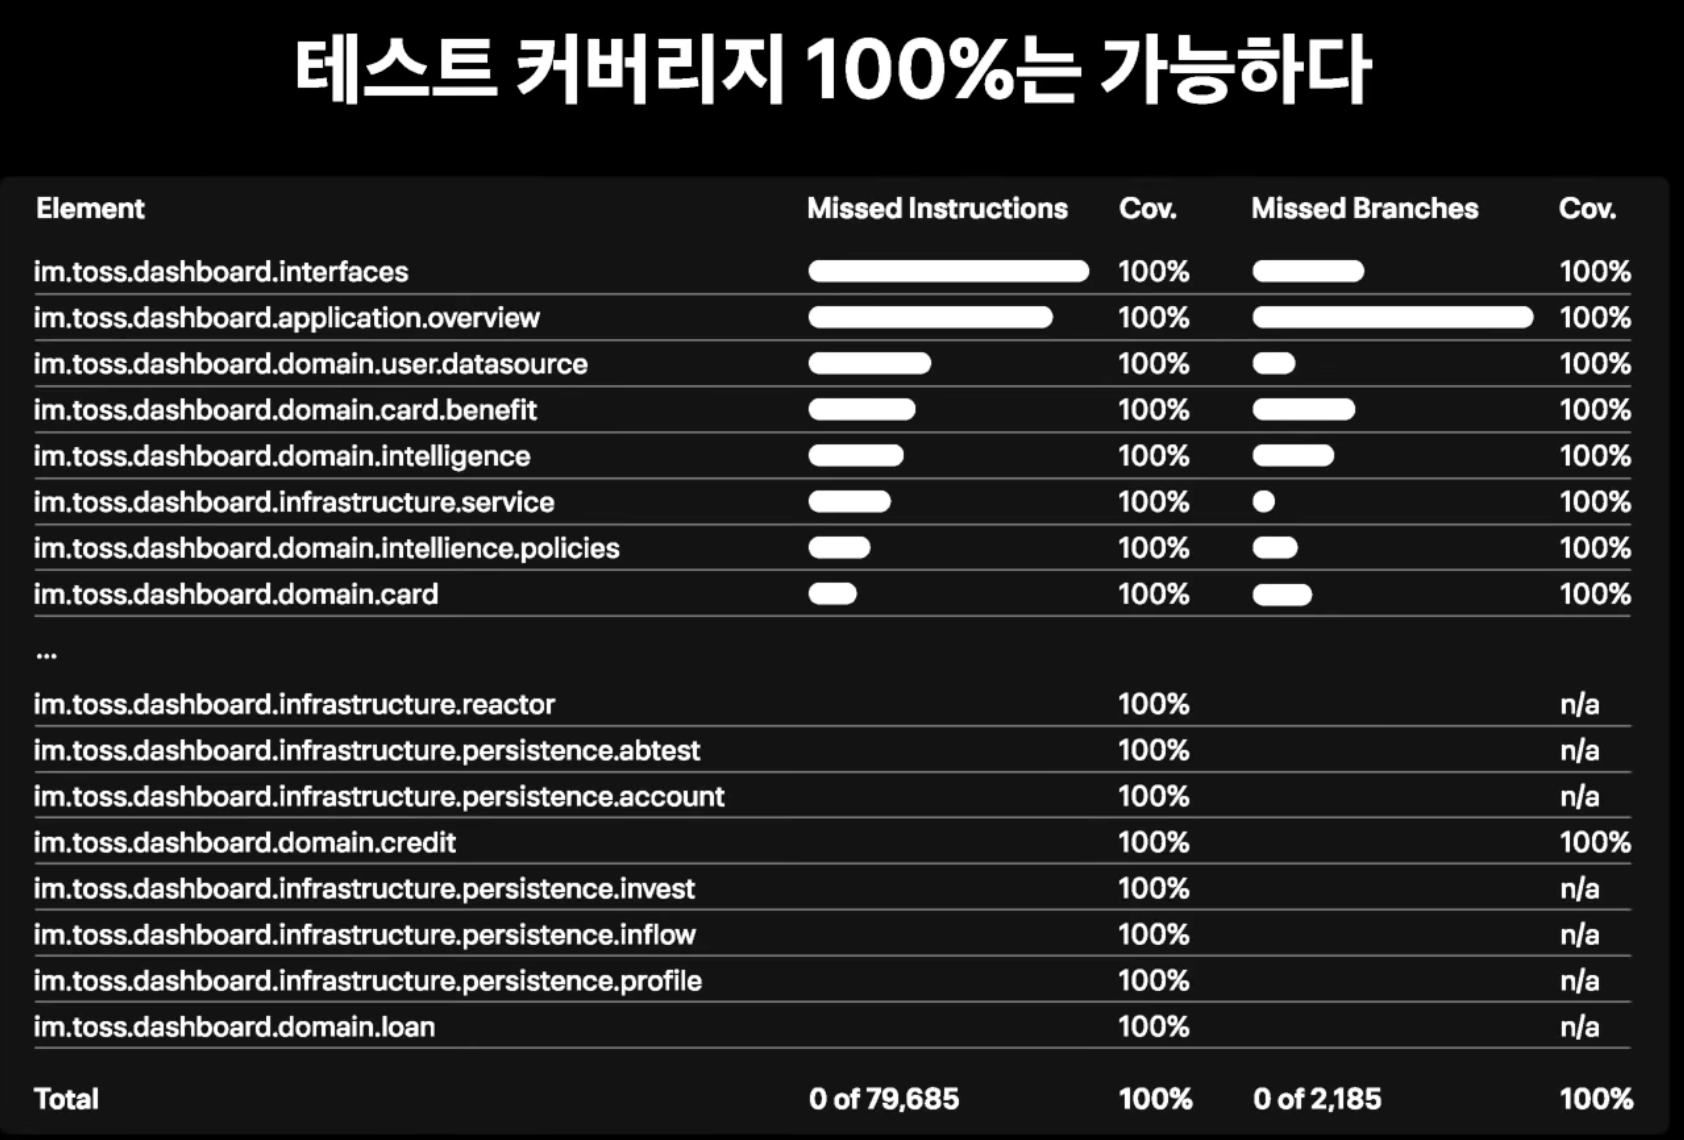 테스트 커버리지 100%는 가능하다
Element Missed Instructions Cov. Missed Branches Cov.
im.toss.dashboard.interfaces 100% 100%
im.toss.dashboard.application.overview 100% 100%
im.toss.dashboard.domain.user.datasource 100% 100%
im.toss.dashboard.domain.card.benefit 100% 100%
im.toss.dashboard.domain.intelligence 100% 100%
im.toss.dashboard.infrastructure.service 100% 100%
im.toss.dashboard.domain.intellience.policies 100% 100%
im.toss.dashboard.domain.card 100% 100%
...
im.toss.dashboard.infrastructure.reactor 100% n/a
im.toss.dashboard.infrastructure.persistence.abtest 100% n/a
im.toss.dashboard.infrastructure.persistence.account 100% n/a
im.toss.dashboard.domain.credit 100% 100%
im.toss.dashboard.infrastructure.persistence.invest 100% n/a
im.toss.dashboard.infrastructure.persistence.inflow 100% n/a
im.toss.dashboard.infrastructure.persistence.profile 100% n/a
im.toss.dashboard.domain.loan 100% n/a
Total 0 of 79,685 100% 0 of 2,185 100%